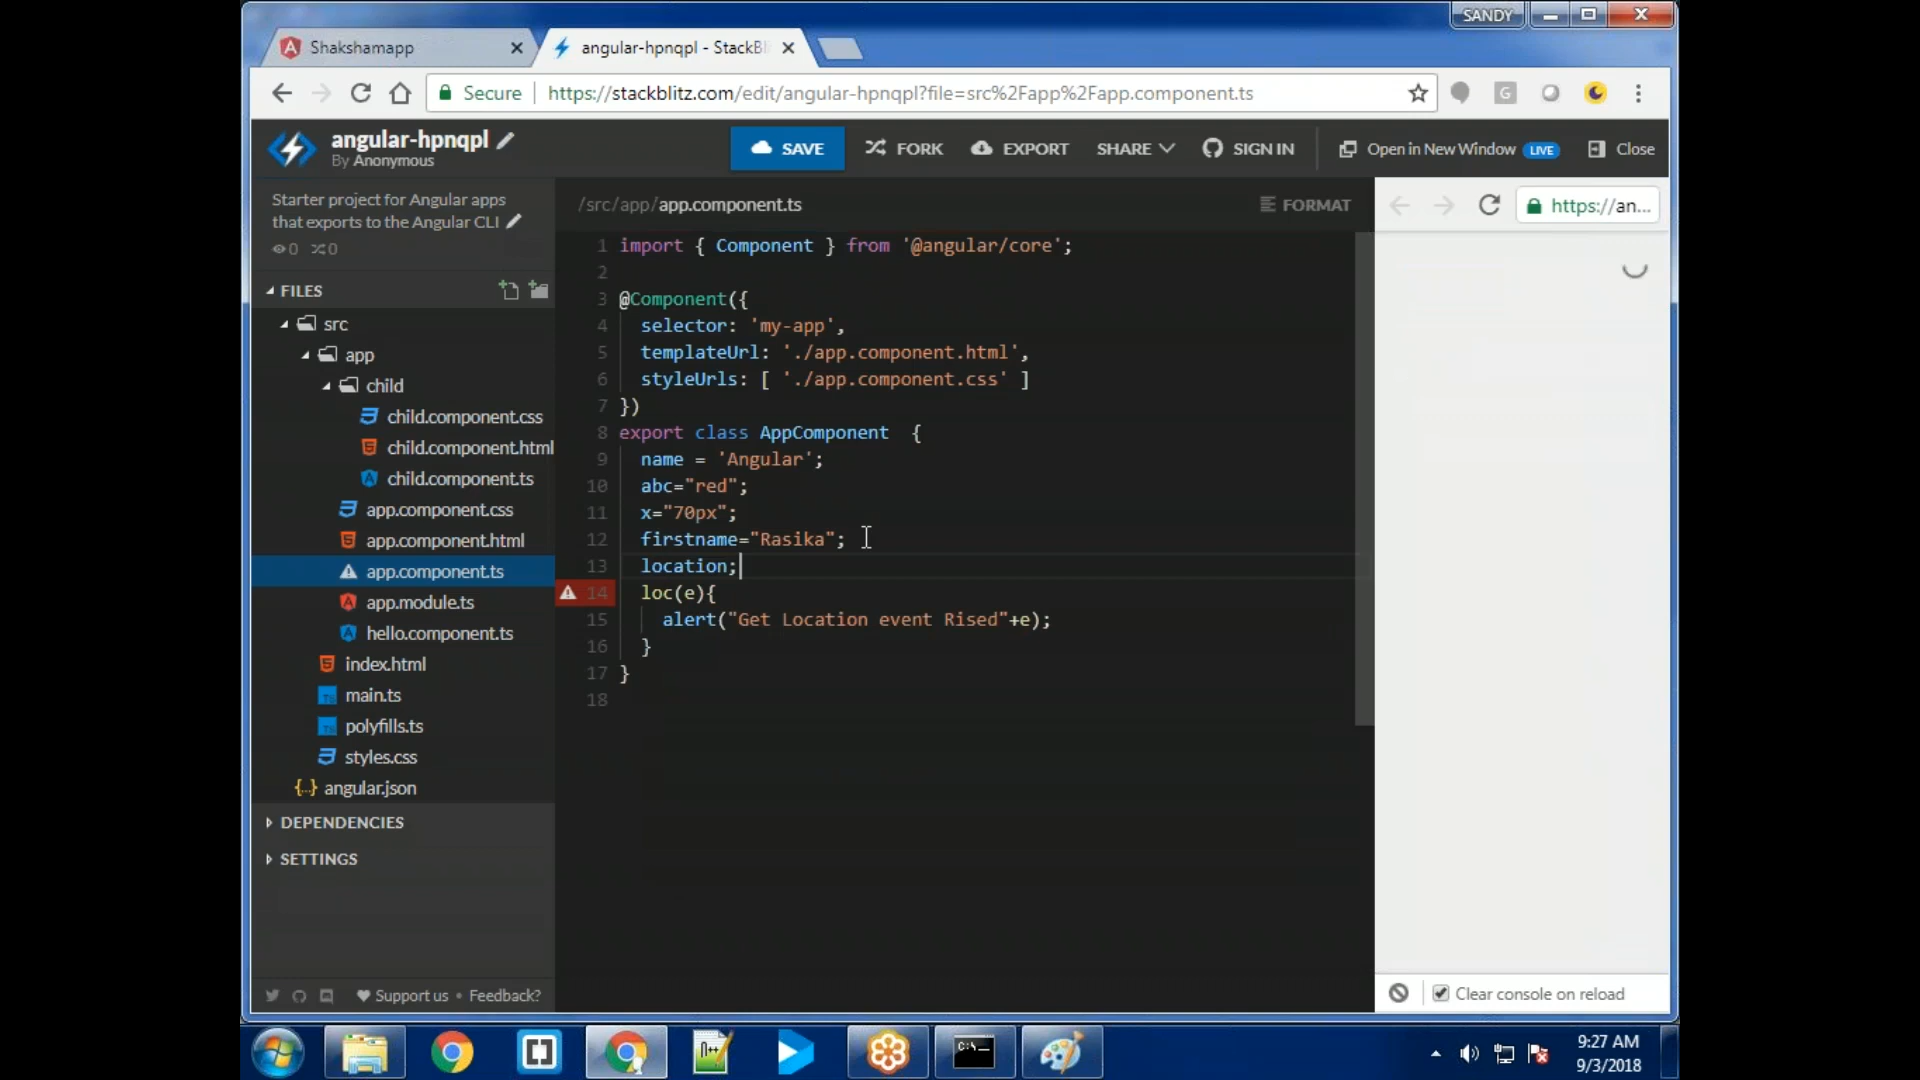 SANDY
Shakshamapp
angular-hpnqpl - StackBl
Secure
https://stackblitz.com/edit/angular-hpnqpl?file=src%2Fapp%2Fapp.component.ts
angular-hpnqpl
By Anonymous
SAVE
FORK
EXPORT
SHARE
SIGN IN
Open in New Window LIVE
Close
Starter project for Angular apps
that exports to the Angular CLI
0 0
FILES
src
app
child
child.component.css
child.component.html
child.component.ts
app.component.css
app.component.html
app.component.ts
app.module.ts
hello.component.ts
index.html
main.ts
polyfills.ts
styles.css
{..} angular.json
DEPENDENCIES
SETTINGS
Support us • Feedback?
/src/app/app.component.ts
FORMAT
https://an...
1 import { Component } from '@angular/core';
2
3 @Component({
4 selector: 'my-app',
5 templateUrl: './app.component.html',
6 styleUrls: [ './app.component.css' ]
7 })
8 export class AppComponent {
9 name = 'Angular';
10 abc="red";
11 x="70px";
12 firstname="Rasika";
13 location;
14 loc(e){
15 alert("Get Location event Rised"+e);
16 }
17 }
18
Clear console on reload
9:27 AM
9/3/2018